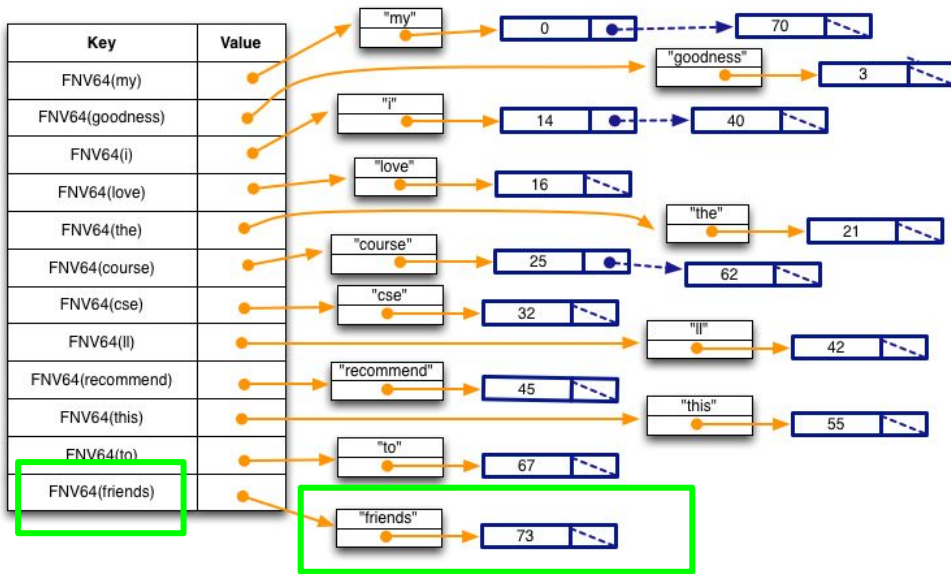 Key Value
FNV64(my)
FNV64(goodness)
FNV64(i)
FNV64(love)
FNV64(the)
FNV64(course)
FNV64(cse)
FNV64(ll)
FNV64(recommend)
FNV64(this)
FNV64(to)
FNV64(friends)
"my" 0 70
"goodness" 3
"i" 14 40
"love" 16
"the" 21
"course" 25 62
"cse" 32
"ll" 42
"recommend" 45
"this" 55
"to" 67
"friends" 73